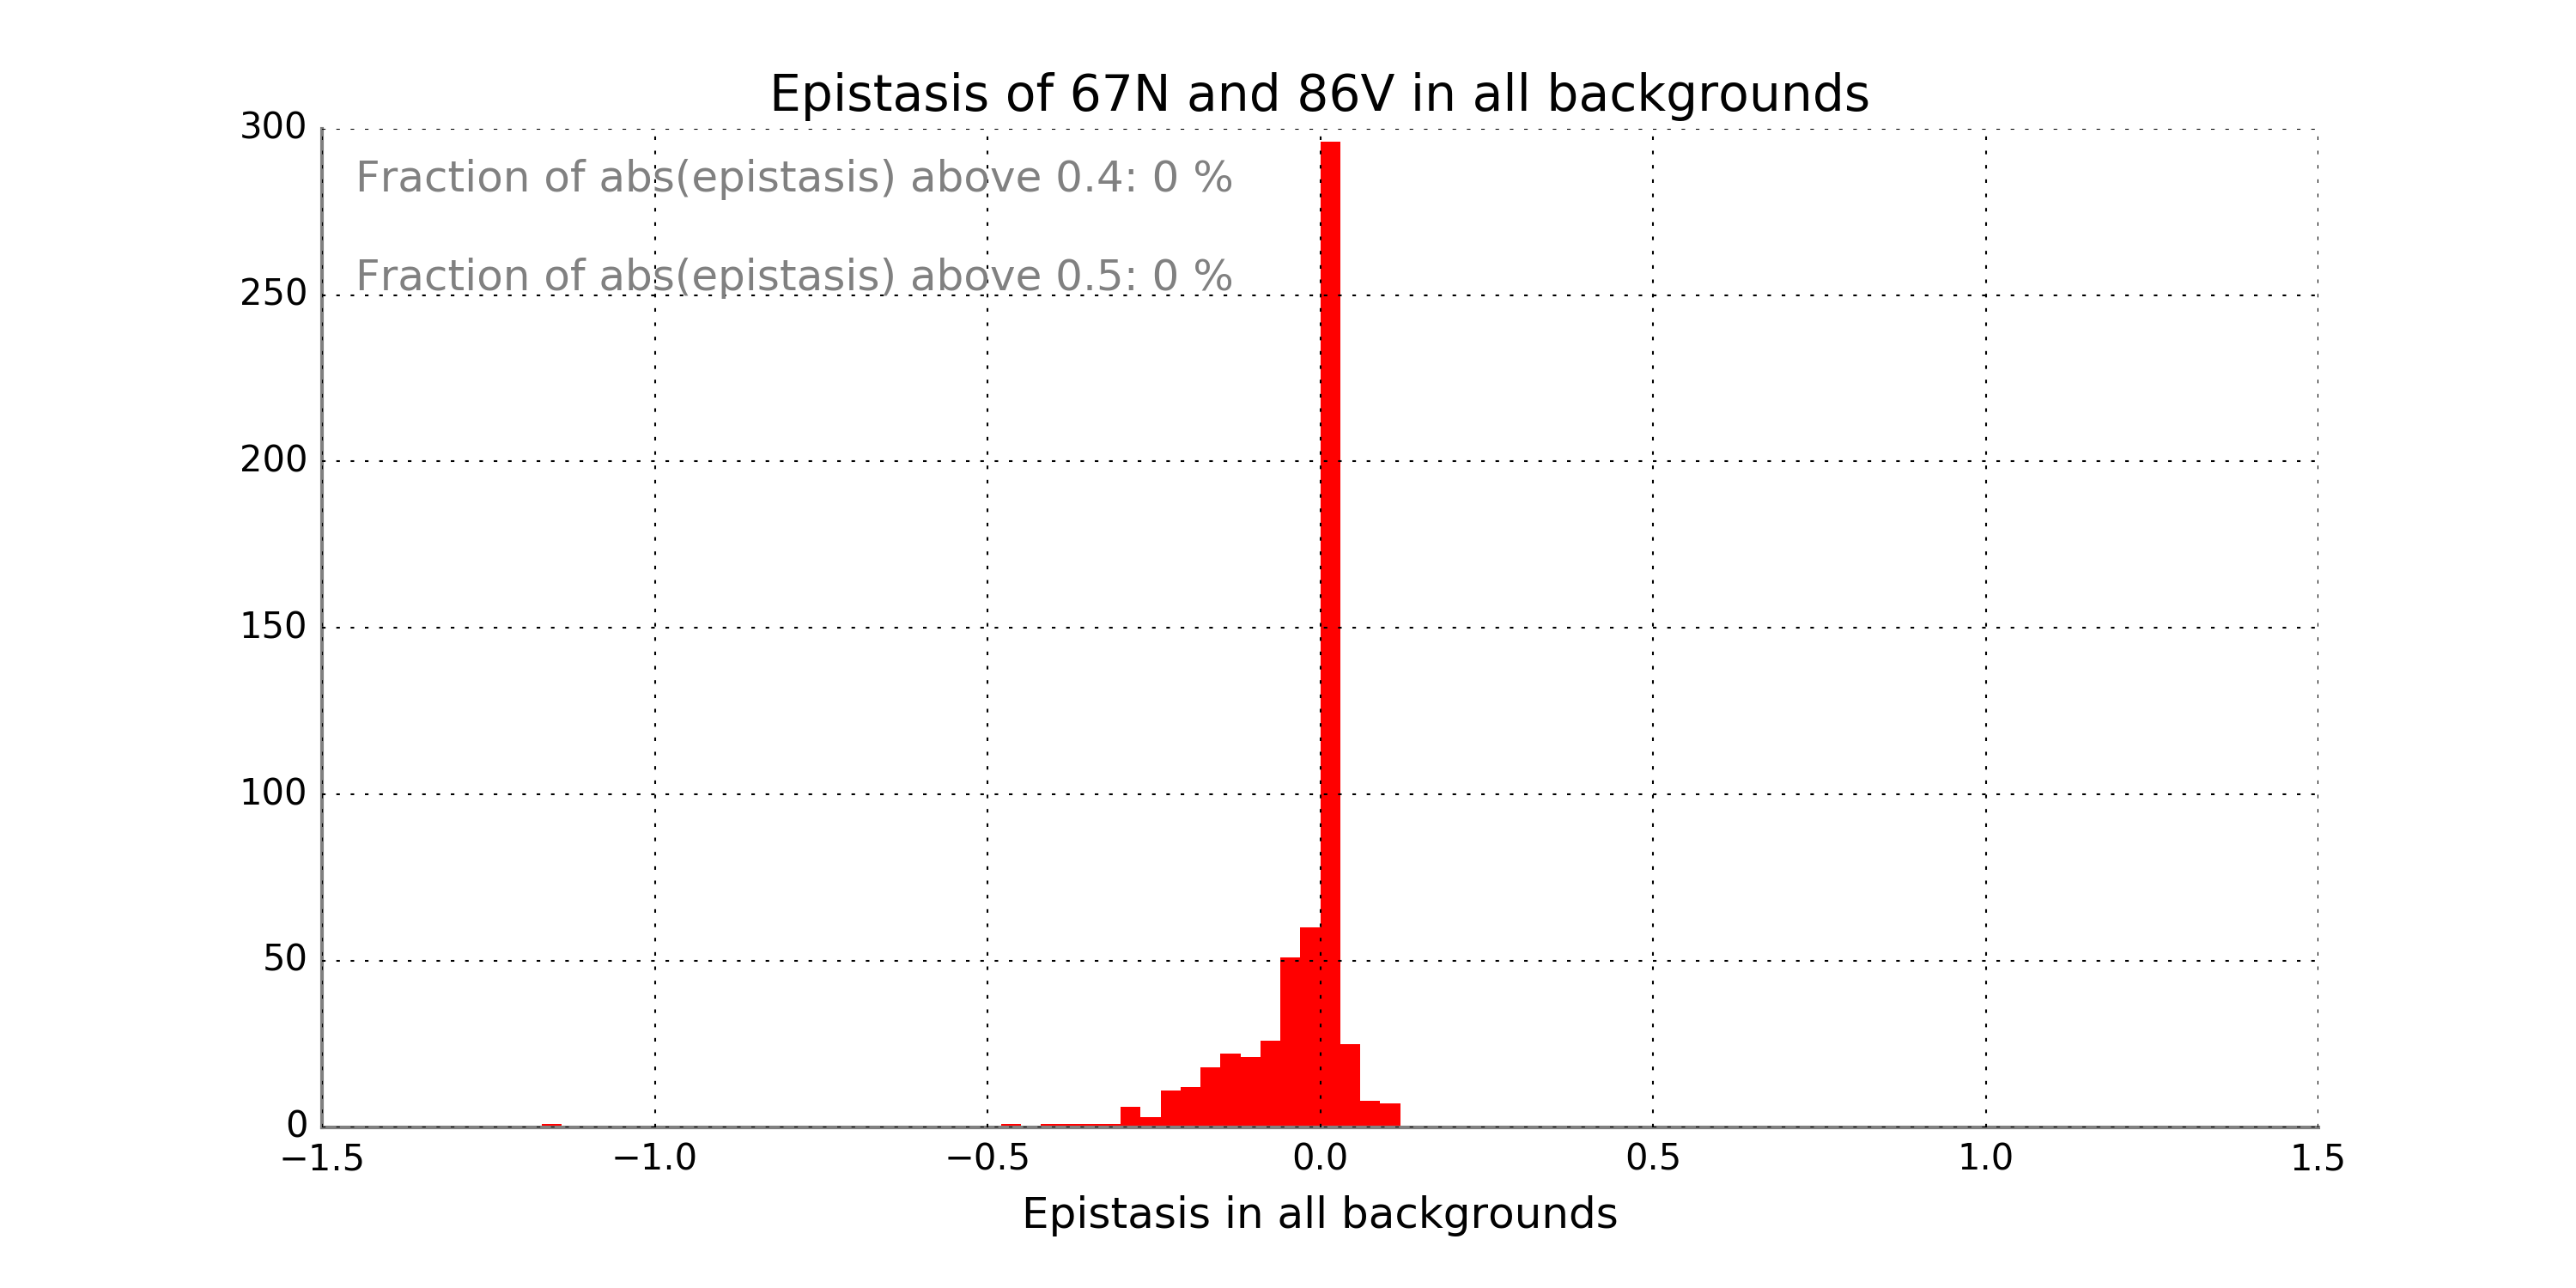 Epistasis of 67N and 86V in all backgrounds
300
Fraction of abs(epistasis) above 0.4: 0 %
Fraction of abs(epistasis) above 0.5: 0 %
250
200
150
100
50
0
−1.5 −1.0 −0.5 0.0 0.5 1.0 1.5
Epistasis in all backgrounds